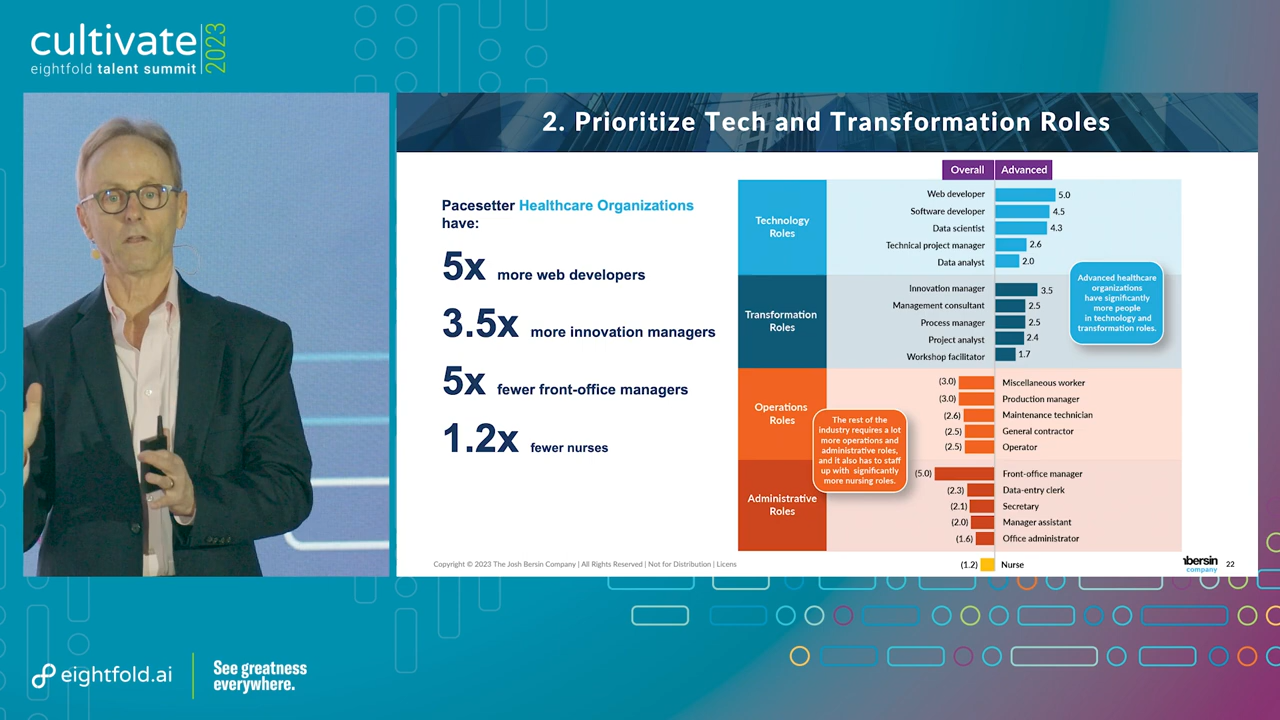 cultivate 2023
eightfold talent summit
2. Prioritize Tech and Transformation Roles
Pacesetter Healthcare Organizations
have:
5x more web developers
3.5x more innovation managers
5x fewer front-office managers
1.2x fewer nurses
Overall Advanced
Technology
Roles
Web developer 5.0
Software developer 4.5
Data scientist 4.3
Technical project manager 2.6
Data analyst 2.0
Transformation
Roles
Innovation manager 3.5
Management consultant 2.5
Process manager 2.5
Project analyst 2.4
Workshop facilitator 1.7
Advanced healthcare
organizations
have significantly
more people
in technology and
transformation roles.
Operations
Roles
(3.0) Miscellaneous worker
(3.0) Production manager
(2.6) Maintenance technician
(2.5) General contractor
(2.5) Operator
The rest of the
industry requires a lot
more operations and
administrative roles,
and it also has to staff
up with significantly
more nursing roles.
Administrative
Roles
(5.0) Front-office manager
(2.3) Data-entry clerk
(2.1) Secretary
(2.0) Manager assistant
(1.6) Office administrator
(1.2) Nurse
Copyright © 2023 The Josh Bersin Company | All Rights Reserved | Not for Distribution | Licens
bersin
company
22
eightfold.ai
See greatness
everywhere.